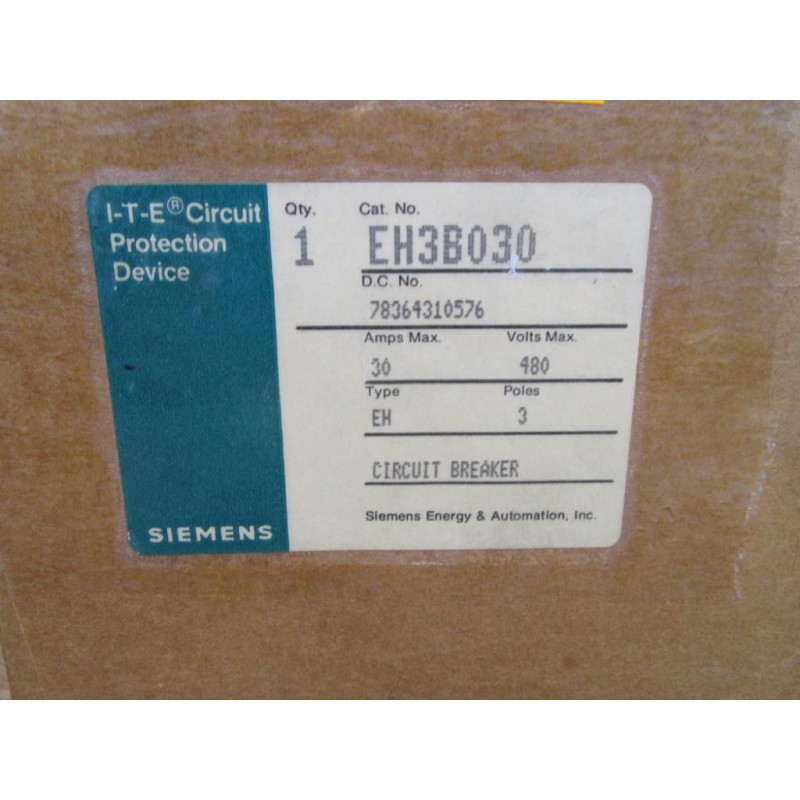 I-T-E® Circuit
Protection
Device
SIEMENS
Qty.
1
Cat. No.
EH3B030
D.C. No.
78364310576
Amps Max. Volts Max.
30 480
Type Poles
EH 3
CIRCUIT BREAKER
Siemens Energy & Automation, Inc.